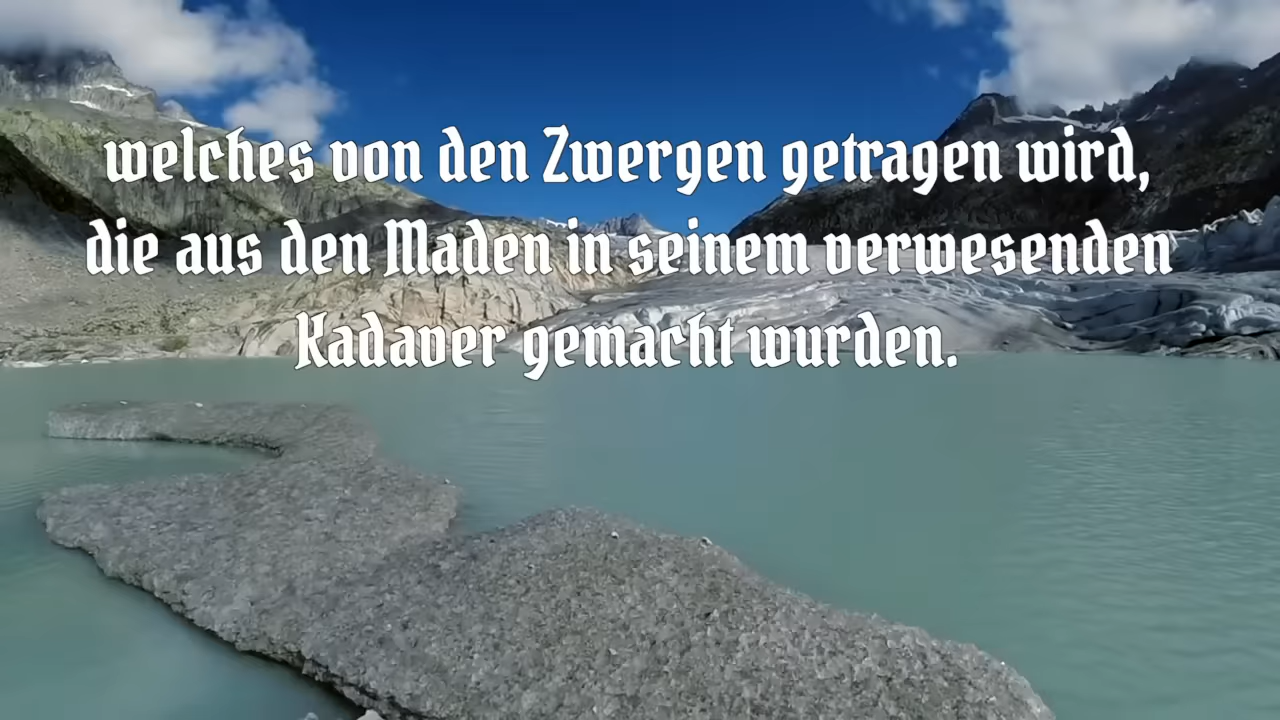 welches von den Zwergen getragen wird,
die aus den Maden in seinem verwesenden
Kadaver gemacht wurden.